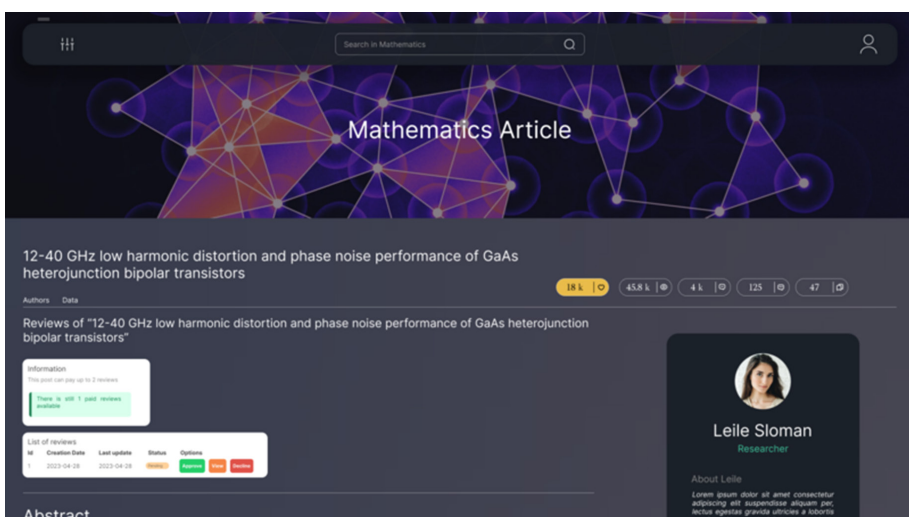 Search in Mathematics
Mathematics Article
12-40 GHz low harmonic distortion and phase noise performance of GaAs
heterojunction bipolar transistors
18 k
45.8 k
4 k
125
47
Authors Data
Reviews of "12-40 GHz low harmonic distortion and phase noise performance of GaAs heterojunction
bipolar transistors"
Information
This post can pay up to 2 reviews
There is still 1 paid reviews
available
List of reviews
Id Creation Date Last update Status Options
1 2023-04-28 2023-04-28 Pending Approve View Decline
Abstract
Leile Sloman
Researcher
About Leile
Lorem ipsum dolor sit amet consectetur
adipiscing elit suspendisse aliquam per,
lectus egestas gravida ultricies a lobortis